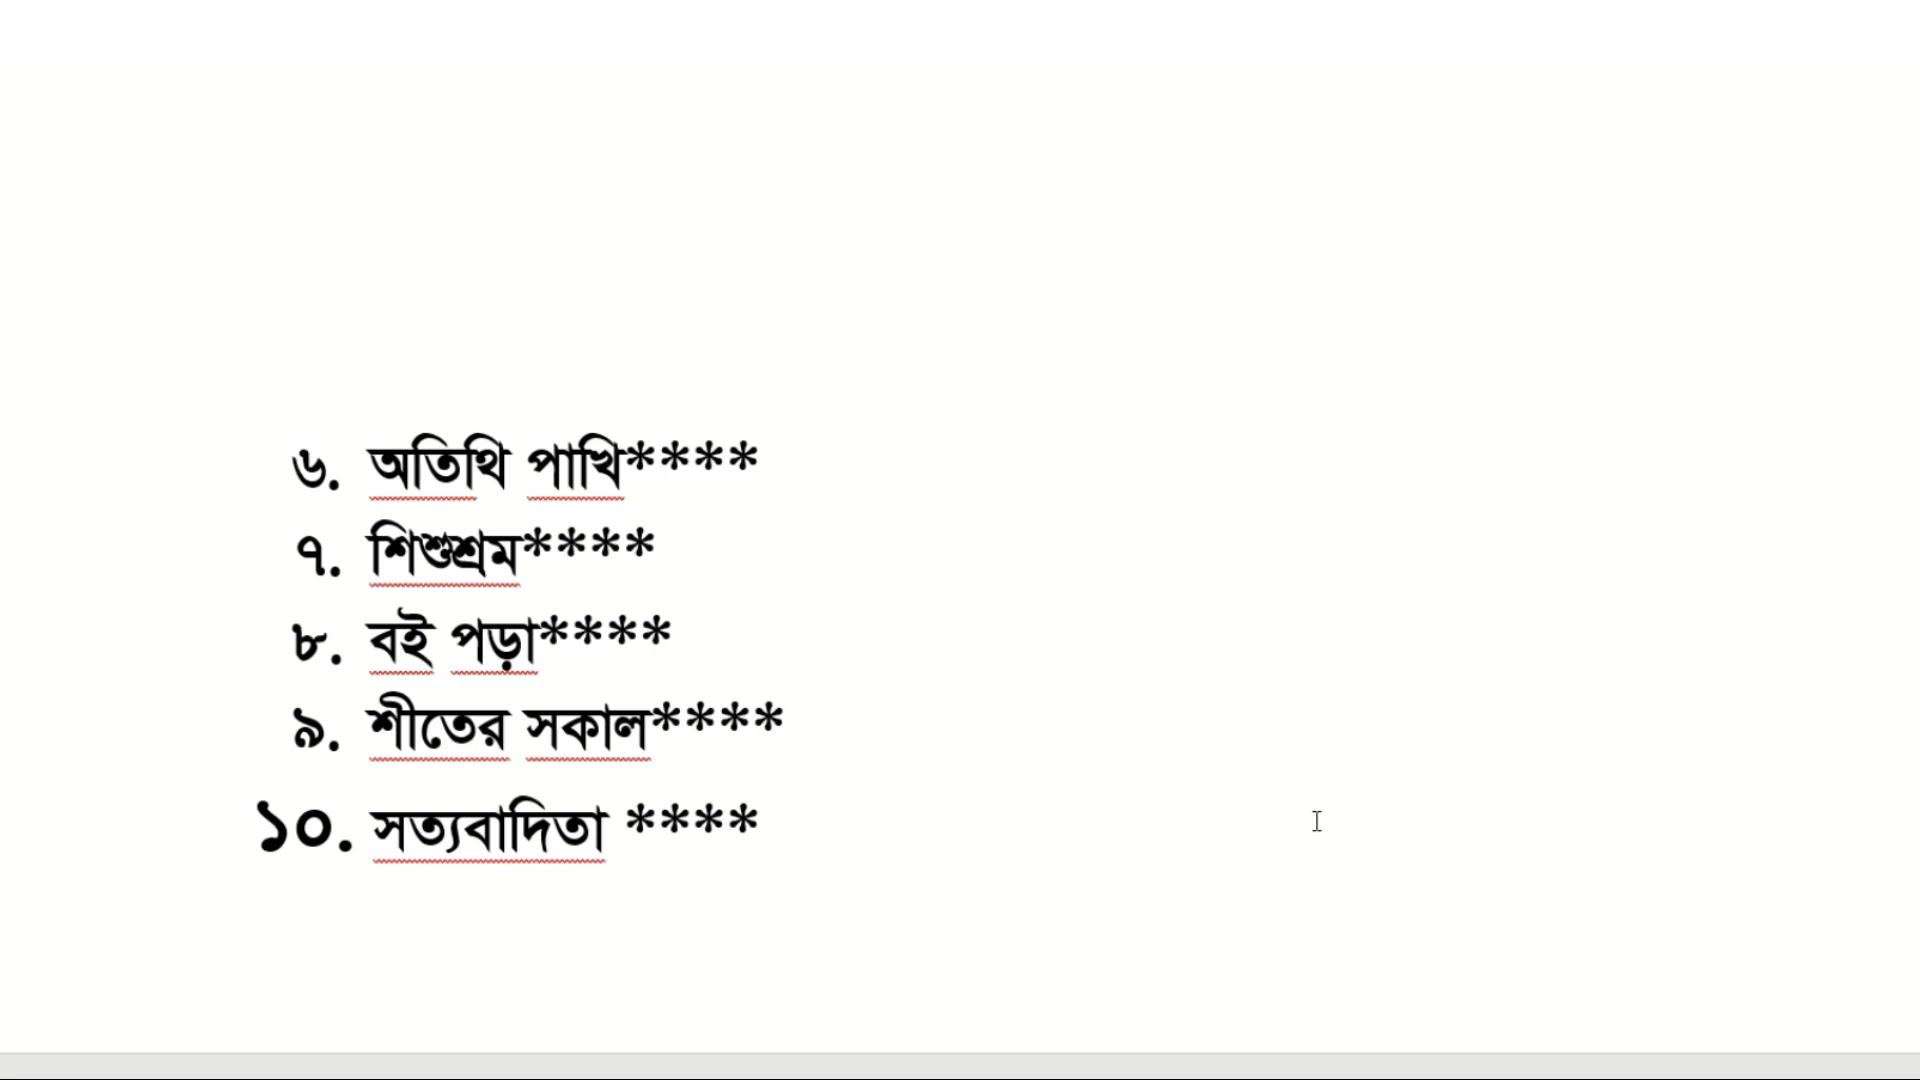 ৬. অতিথি পাখি****
৭. শিশুশ্রম****
৮. বই পড়া****
৯. শীতের সকাল****
১০. সত্যবাদিতা ****